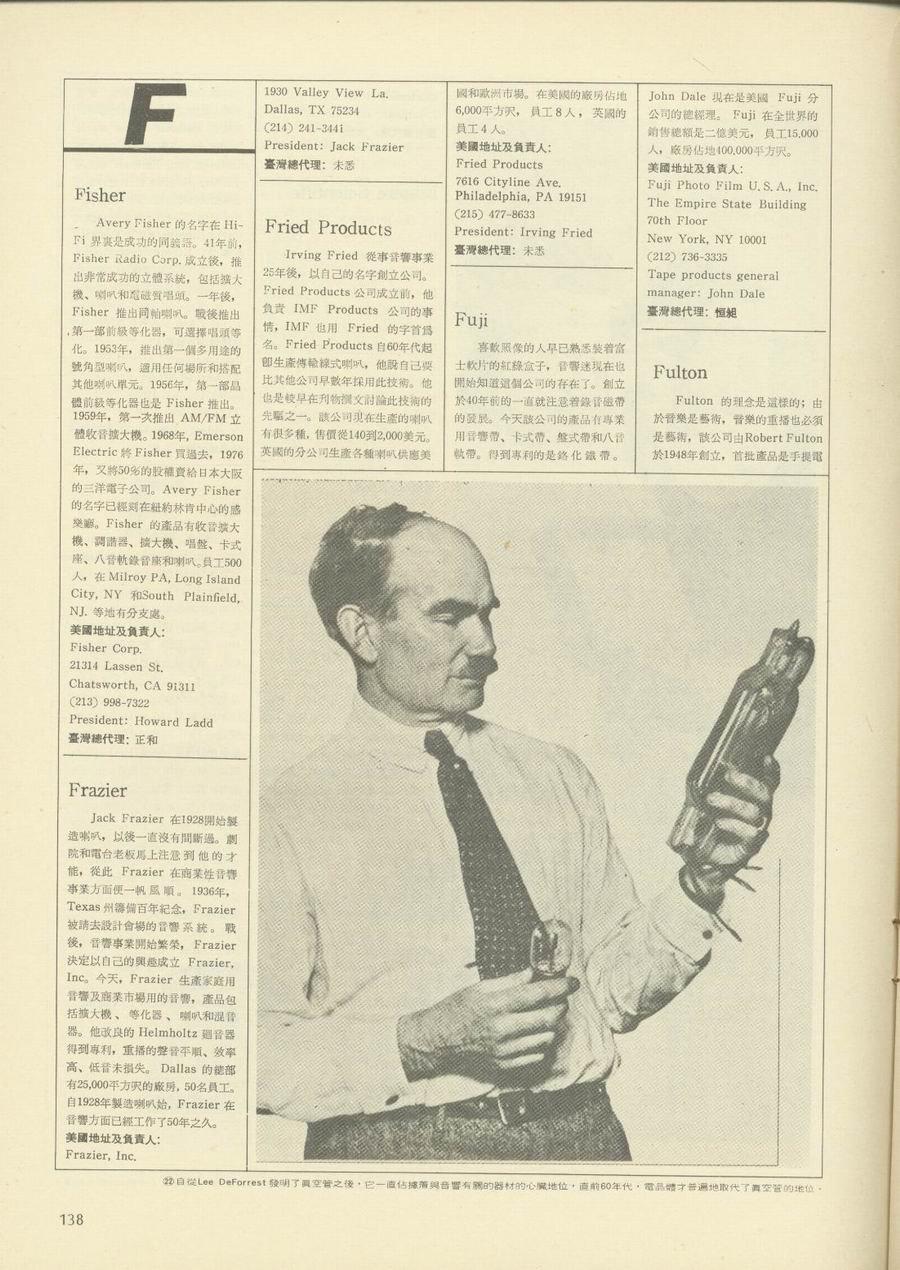 F
Fisher
Avery Fisher 的名字在 Hi-
Fi 界裏是成功的同義語。41年前，
Fisher Radio Corp. 成立後，推
出非常成功的立體系統，包括擴大
機、喇叭和電磁質唱頭。一年後，
Fisher 推出同軸喇叭。戰後推出
第一部前級等化器，可選擇唱頭等
化。1953年，推出第一個多用途的
號角型喇叭，適用任何場所和搭配
其他喇叭單元。1956年，第一部晶
體前級等化器也是 Fisher 推出。
1959年，第一次推出 AM/FM 立
體收音擴大機。1968年，Emerson
Electric 將 Fisher 買過去，1976
年，又將50%的股權賣給日本大阪
的三洋電子公司。Avery Fisher
的名字已經刻在紐約林肯中心的感
樂廳。Fisher 的產品有收音擴大
機、調諧器、擴大機、唱盤、卡式
座、八音軌錄音座和喇叭。員工500
人，在 Milroy PA, Long Island
City, NY 和South Plainfield,
NJ. 等地有分支處。
美國地址及負責人：
Fisher Corp.
21314 Lassen St.
Chatsworth, CA 91311
(213) 998-7322
President: Howard Ladd
臺灣總代理：正和
Frazier
Jack Frazier 在1928開始製
造喇叭，以後一直沒有間斷過。劇
院和電台老板馬上注意到他的才
能，從此 Frazier 在商業性音響
事業方面便一帆風順。1936年，
Texas 州籌備百年紀念，Frazier
被請去設計會場的音響系統。戰
後，音響事業開始繁榮，Frazier
決定以自己的興趣成立 Frazier,
Inc。今天，Frazier 生產家庭用
音響及商業市場用的音響，產品包
括擴大機、等化器、喇叭和混音
器。他改良的 Helmholtz 迴音器
得到專利，重播的聲音平順、效率
高、低音未損失。Dallas 的總部
有25,000平方呎的廠房，50名員工。
自1928年製造喇叭始，Frazier 在
音響方面已經工作了50年之久。
美國地址及負責人：
Frazier, Inc.
1930 Valley View La.
Dallas, TX 75234
(214) 241-3441
President: Jack Frazier
臺灣總代理：未悉
Fried Products
Irving Fried 從事音響事業
25年後，以自己的名字創立公司。
Fried Products 公司成立前，他
負責 IMF Products 公司的事
情，IMF 也用 Fried 的字首爲
名。Fried Products 自60年代起
卽生產傳輸線式喇叭，他說自己要
比其他公司早數年採用此技術。他
也是較早在刋物撰文討論此技術的
先驅之一。該公司現在生產的喇叭
有很多種，售價從140到2,000美元。
英國的分公司生產各種喇叭供應美
國和歐洲市場。在美國的廠房佔地
6,000平方呎，員工8人，英國的
員工4人。
美國地址及負責人：
Fried Products
7616 Cityline Ave.
Philadelphia, PA 19151
(215) 477-8633
President: Irving Fried
臺灣總代理：未悉
Fuji
喜歡照像的人早已熟悉裝着富
士軟片的紅綠盒子，音響迷現在也
開始知道這個公司的存在了。創立
於40年前的一直就注意着錄音磁帶
的發展。今天該公司的產品有專業
用音響帶、卡式帶、盤式帶和八音
軌帶。得到專利的是鉻化鐵帶。
John Dale 現在是美國 Fuji 分
公司的總經理。Fuji 在全世界的
銷售總額是二億美元，員工15,000
人，廠房佔地400,000平方呎。
美國地址及負責人：
Fuji Photo Film U.S.A., Inc.
The Empire State Building
70th Floor
New York, NY 10001
(212) 736-3335
Tape products general
manager: John Dale
臺灣總代理：恒組
Fulton
Fulton 的理念是這樣的；由
於音樂是藝術，音樂的重播也必須
是藝術，該公司由Robert Fulton
於1948年創立，首批產品是手提電
㉒自從Lee DeForrest 發明了眞空管之後，它一直佔據着與音響有關的器材的心臟地位，直前60年代，電晶體才普遍地取代了眞空管的地位。
138